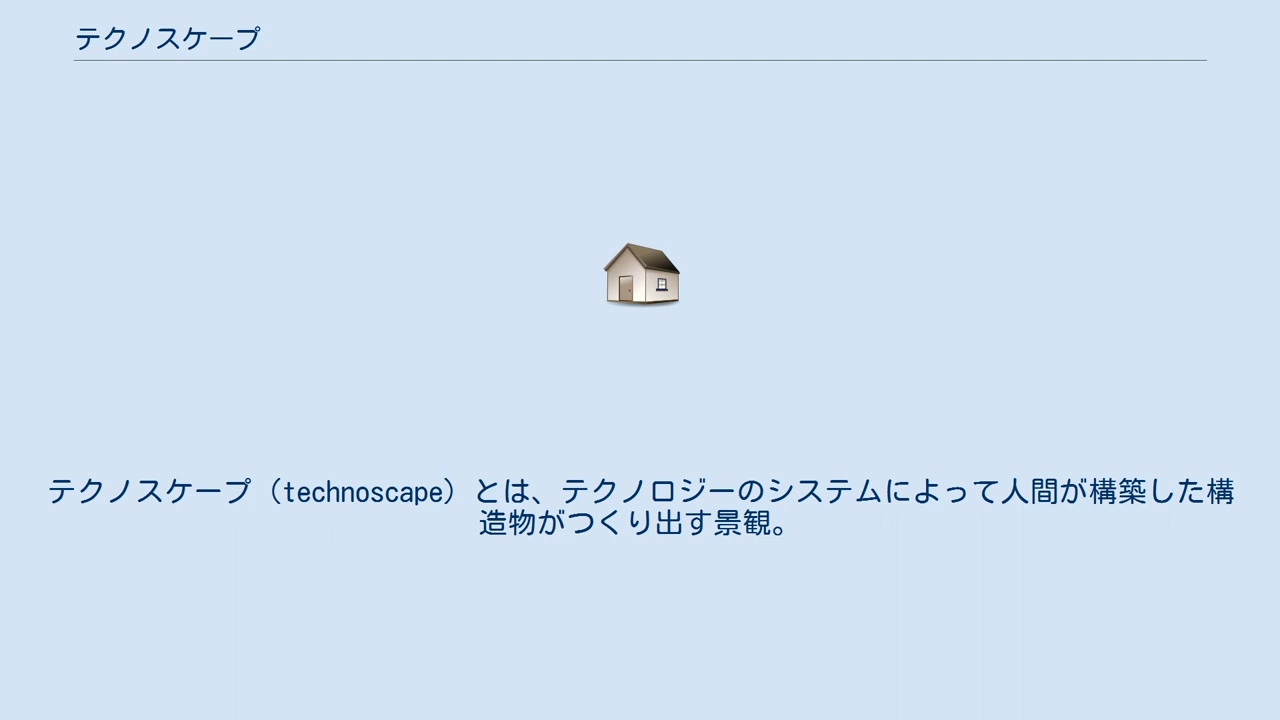 テクノスケープ
テクノスケープ（technoscape）とは、テクノロジーのシステムによって人間が構築した構
造物がつくり出す景観。